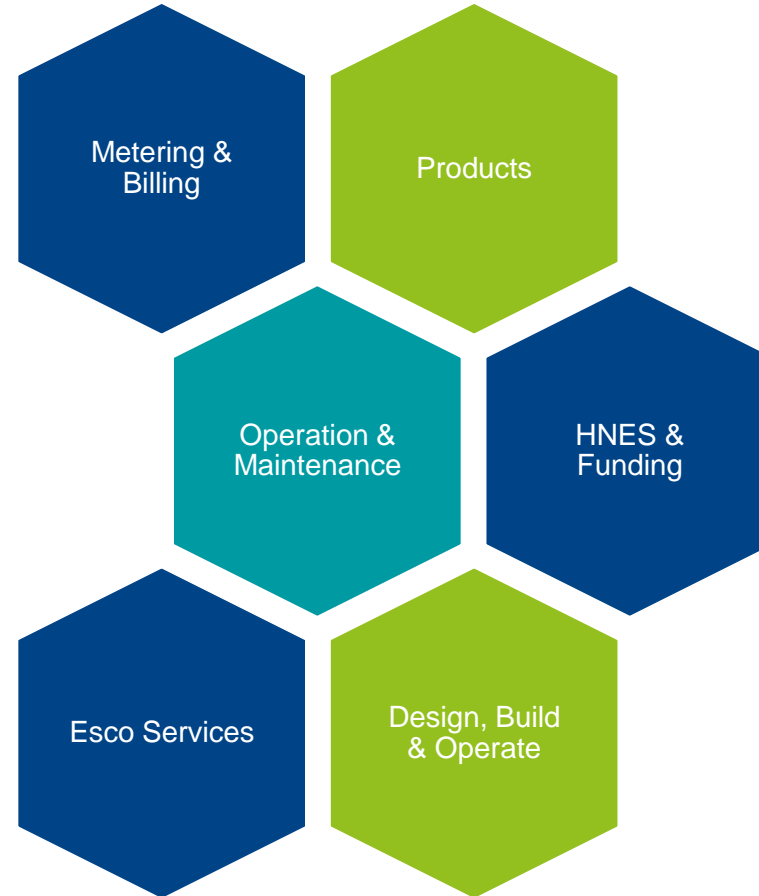 Metering &
Billing
Products
Operation &
Maintenance
HNES &
Funding
Esco Services
Design, Build
& Operate